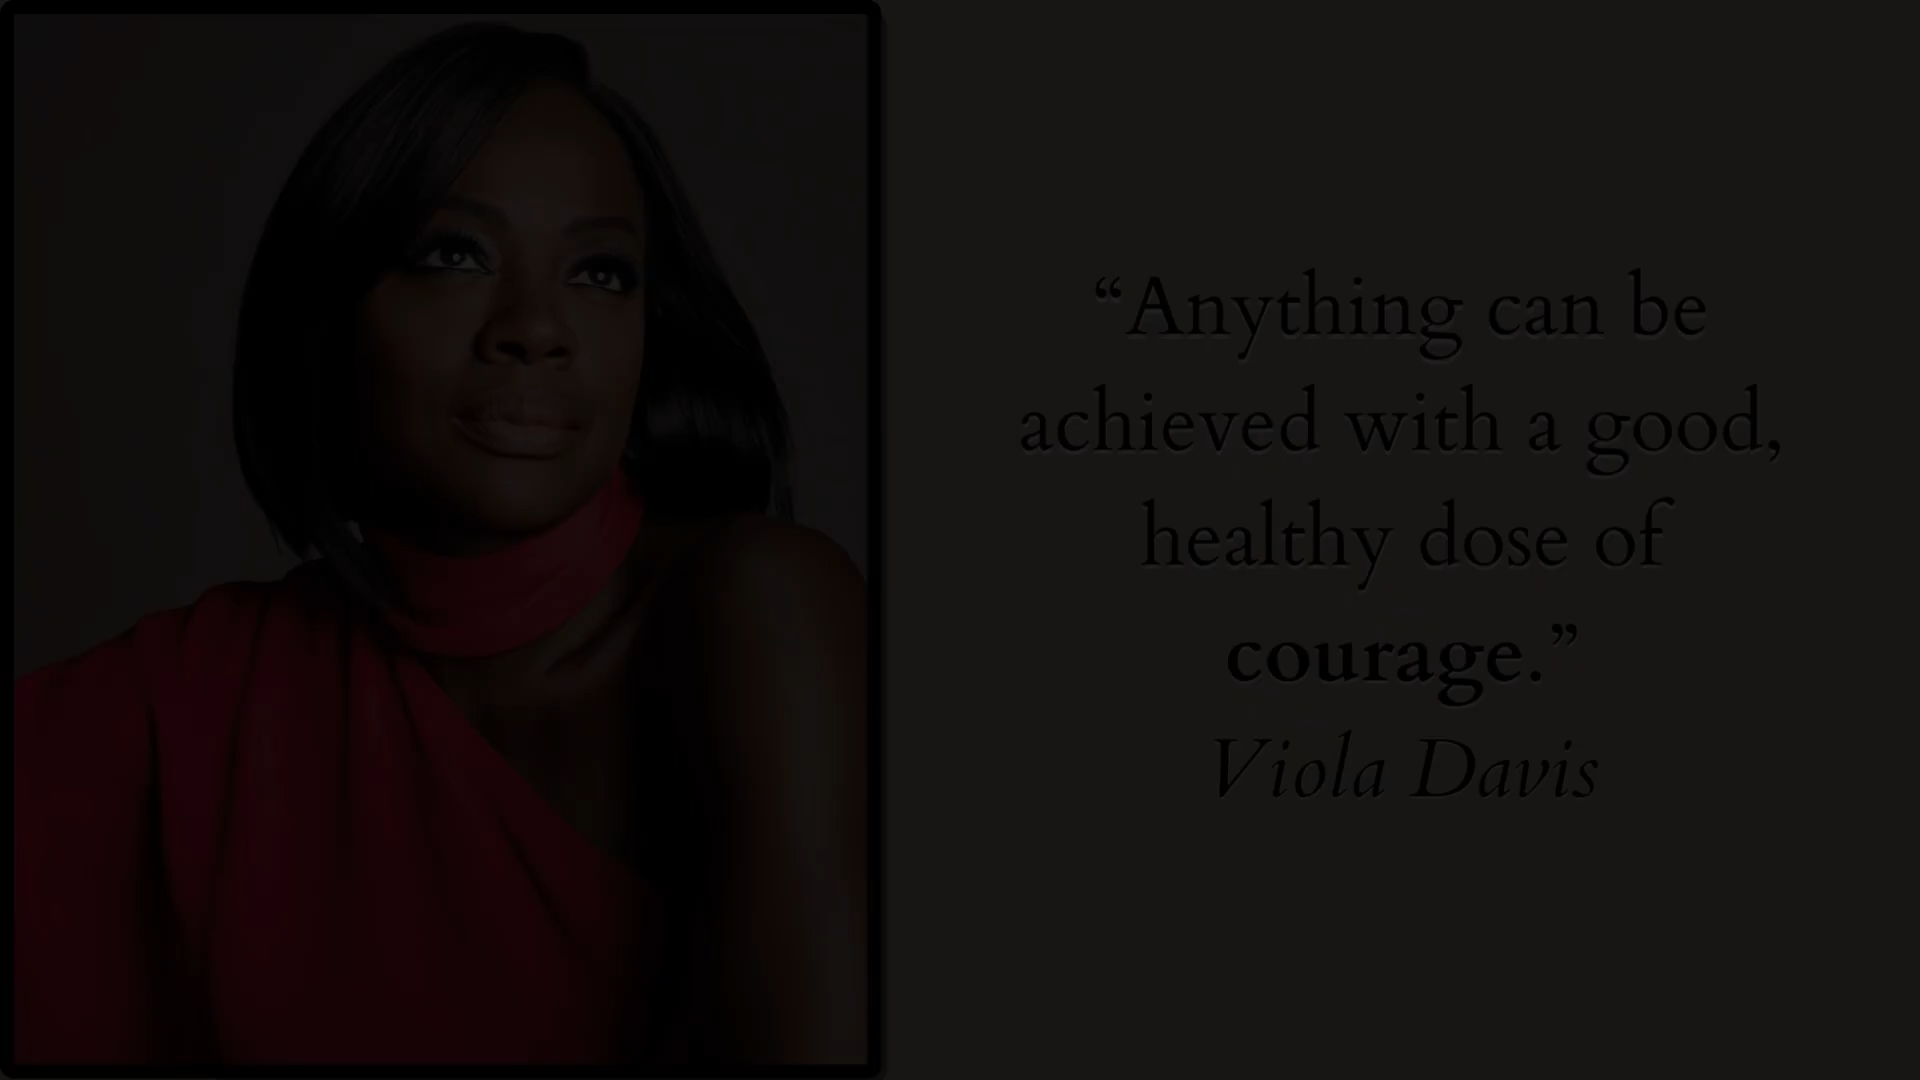 “Anything can be
achieved with a good,
healthy dose of
courage.”
Viola Davis